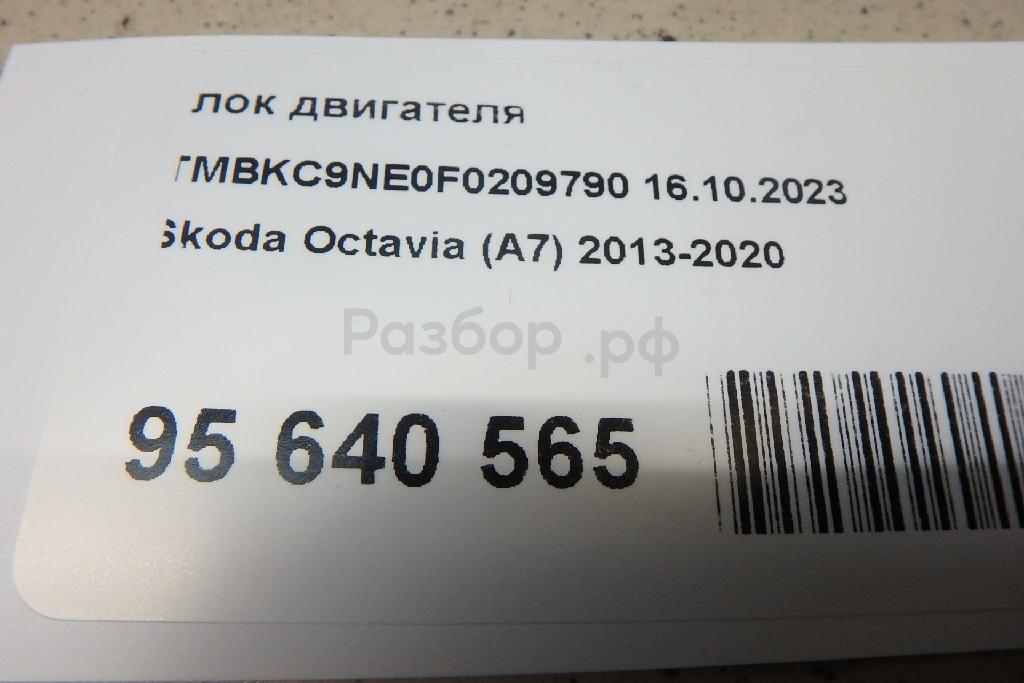 лок двигателя
TMBKC9NE0F0209790 16.10.2023
Skoda Octavia (A7) 2013-2020
Разбор.рф
95 640 565